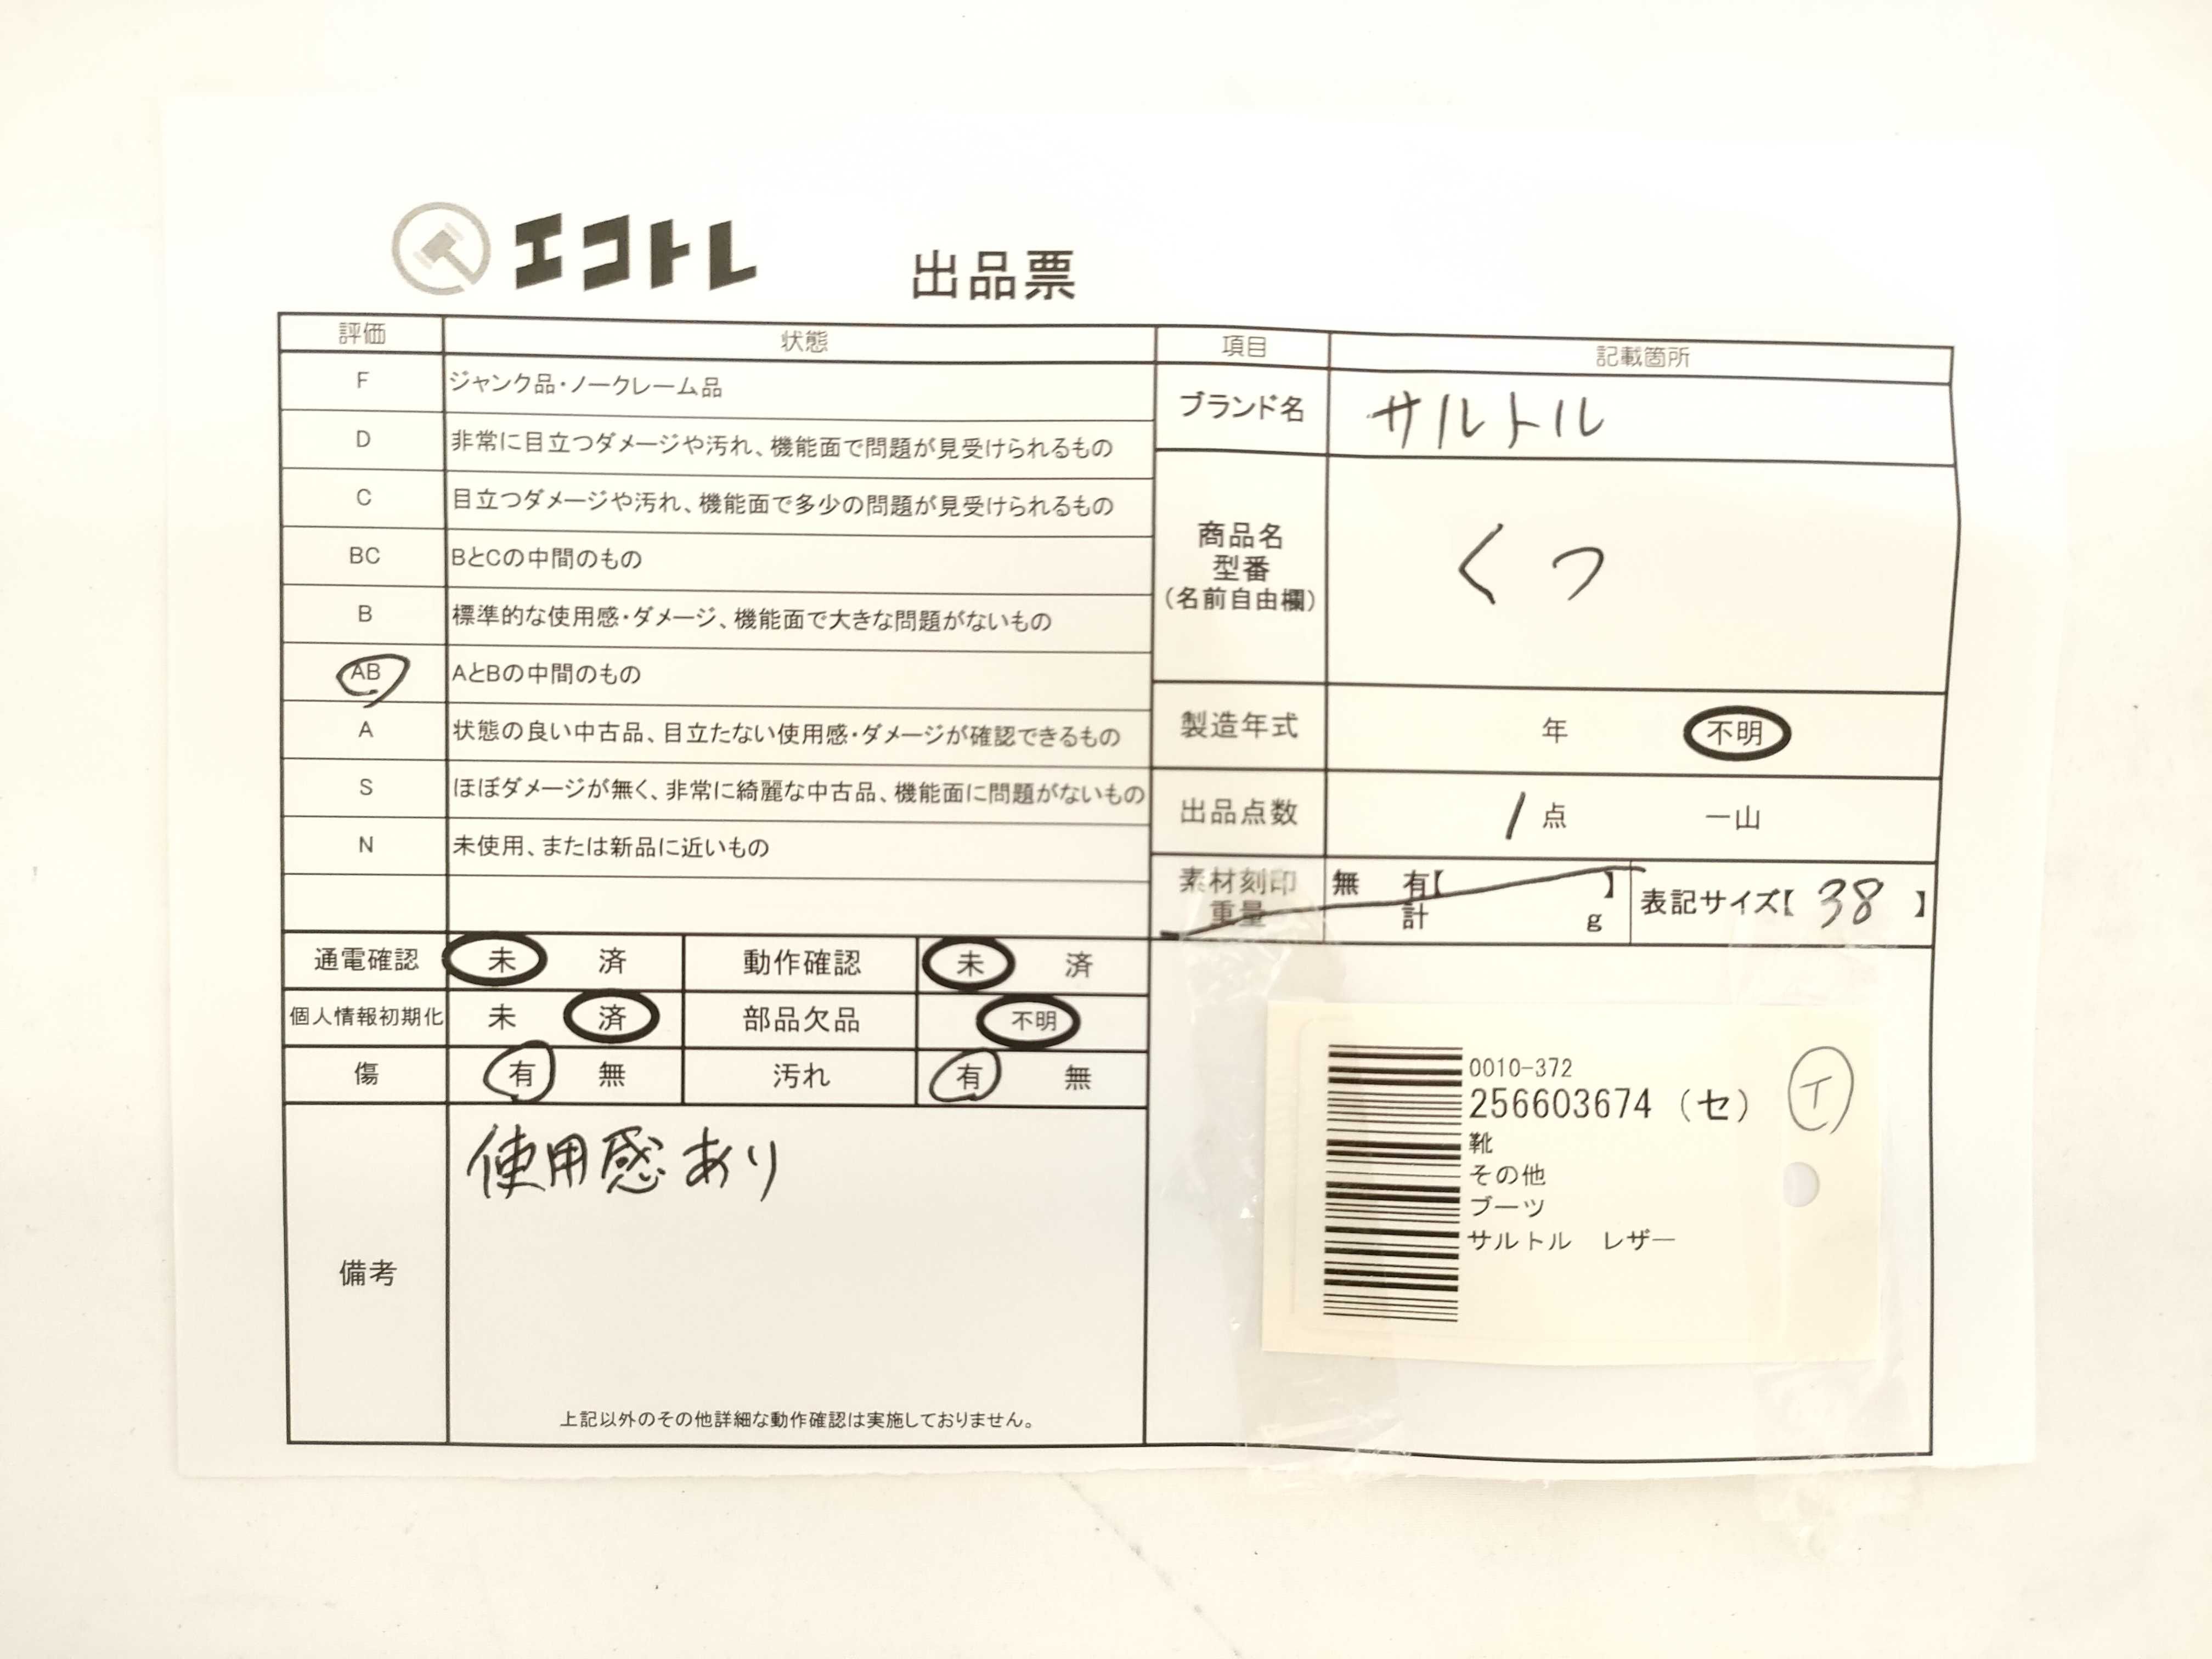 エコトレ 出品票
評価 状態
F ジャンク品・ノークレーム品
D 非常に目立つダメージや汚れ、機能面で問題が見受けられるもの
C 目立つダメージや汚れ、機能面で多少の問題が見受けられるもの
BC BとCの中間のもの
B 標準的な使用感・ダメージ、機能面で大きな問題がないもの
AB AとBの中間のもの
A 状態の良い中古品、目立たない使用感・ダメージが確認できるもの
S ほぼダメージが無く、非常に綺麗な中古品、機能面に問題がないもの
N 未使用、または新品に近いもの
通電確認 未 済 動作確認 未 済
個人情報初期化 未 済 部品欠品 不明
傷 有 無 汚れ 有 無
備考
使用感あり
上記以外のその他詳細な動作確認は実施しておりません。
項目 記載箇所
ブランド名 サルトル
商品名
型番
(名前自由欄)
くつ
製造年式 年 不明
出品点数 1点 一山
素材刻印 無 有【 】
重量 計 g
表記サイズ【 38 】
0010-372
256603674 (セ) イ
靴
その他
ブーツ
サルトル レザー